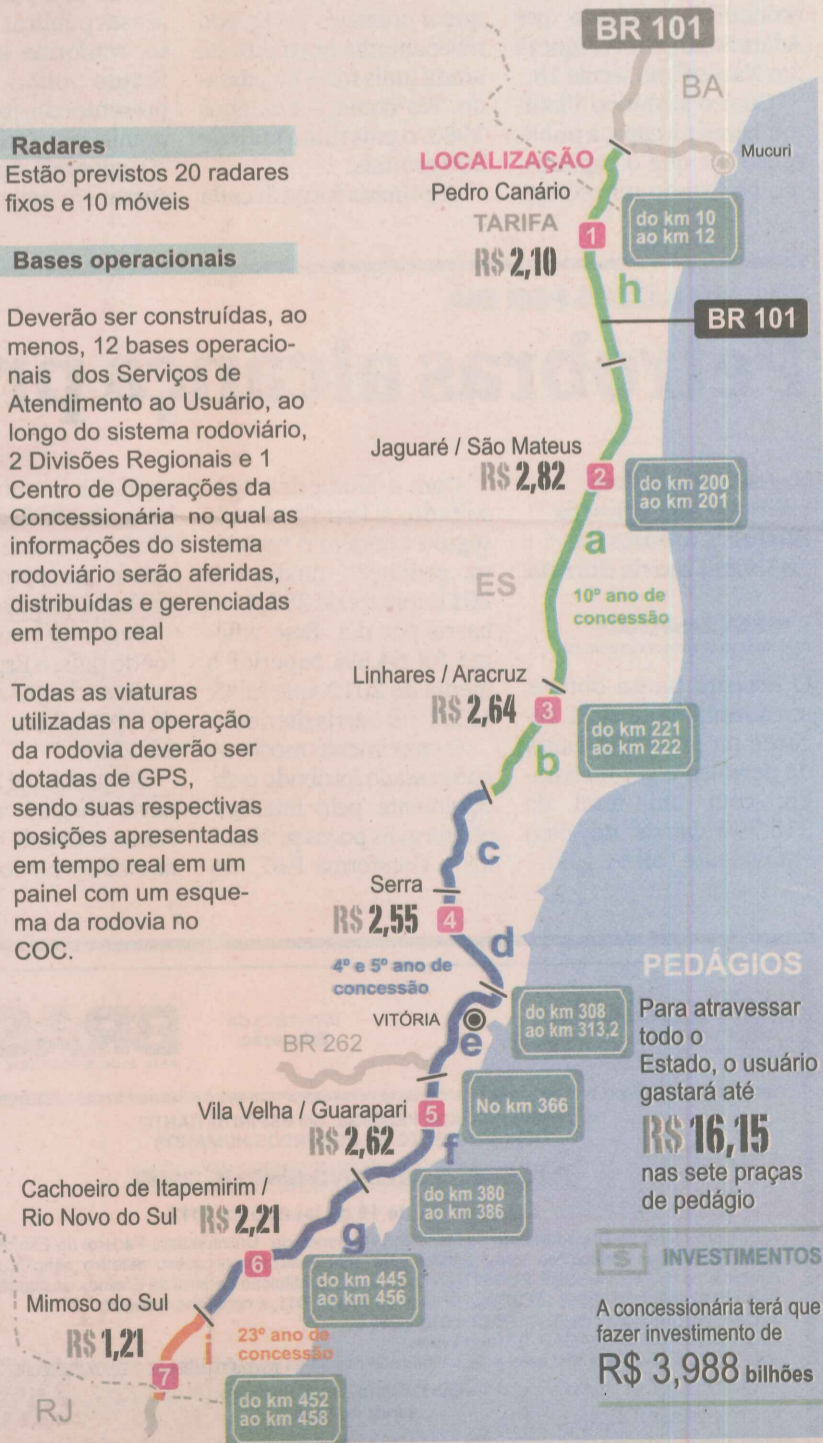 BR 101
BA
Mucuri
Radares
Estão previstos 20 radares
fixos e 10 móveis
Bases operacionais
Deverão ser construídas, ao
menos, 12 bases operacio-
nais dos Serviços de
Atendimento ao Usuário, ao
longo do sistema rodoviário,
2 Divisões Regionais e 1
Centro de Operações da
Concessionária no qual as
informações do sistema
rodoviário serão aferidas,
distribuídas e gerenciadas
em tempo real
Todas as viaturas
utilizadas na operação
da rodovia deverão ser
dotadas de GPS,
sendo suas respectivas
posições apresentadas
em tempo real em um
painel com um esque-
ma da rodovia no
COC.
LOCALIZAÇÃO
Pedro Canário
TARIFA
R$ 2,10
1
do km 10
ao km 12
h
BR 101
Jaguaré / São Mateus
R$ 2,82
2
do km 200
ao km 201
a
ES
10º ano de
concessão
Linhares / Aracruz
R$ 2,64
3
do km 221
ao km 222
b
c
Serra
R$ 2,55
4
d
4º e 5º ano de
concessão
VITÓRIA
do km 308
ao km 313,2
e
BR 262
Vila Velha / Guarapari
R$ 2,62
5
No km 366
f
Cachoeiro de Itapemirim /
Rio Novo do Sul
R$ 2,21
6
do km 380
ao km 386
g
do km 445
ao km 456
Mimoso do Sul
R$ 1,21
7
i
23º ano de
concessão
do km 452
ao km 458
RJ
PEDÁGIOS
Para atravessar
todo o
Estado, o usuário
gastará até
R$ 16,15
nas sete praças
de pedágio
$
INVESTIMENTOS
A concessionária terá que
fazer investimento de
R$ 3,988 bilhões